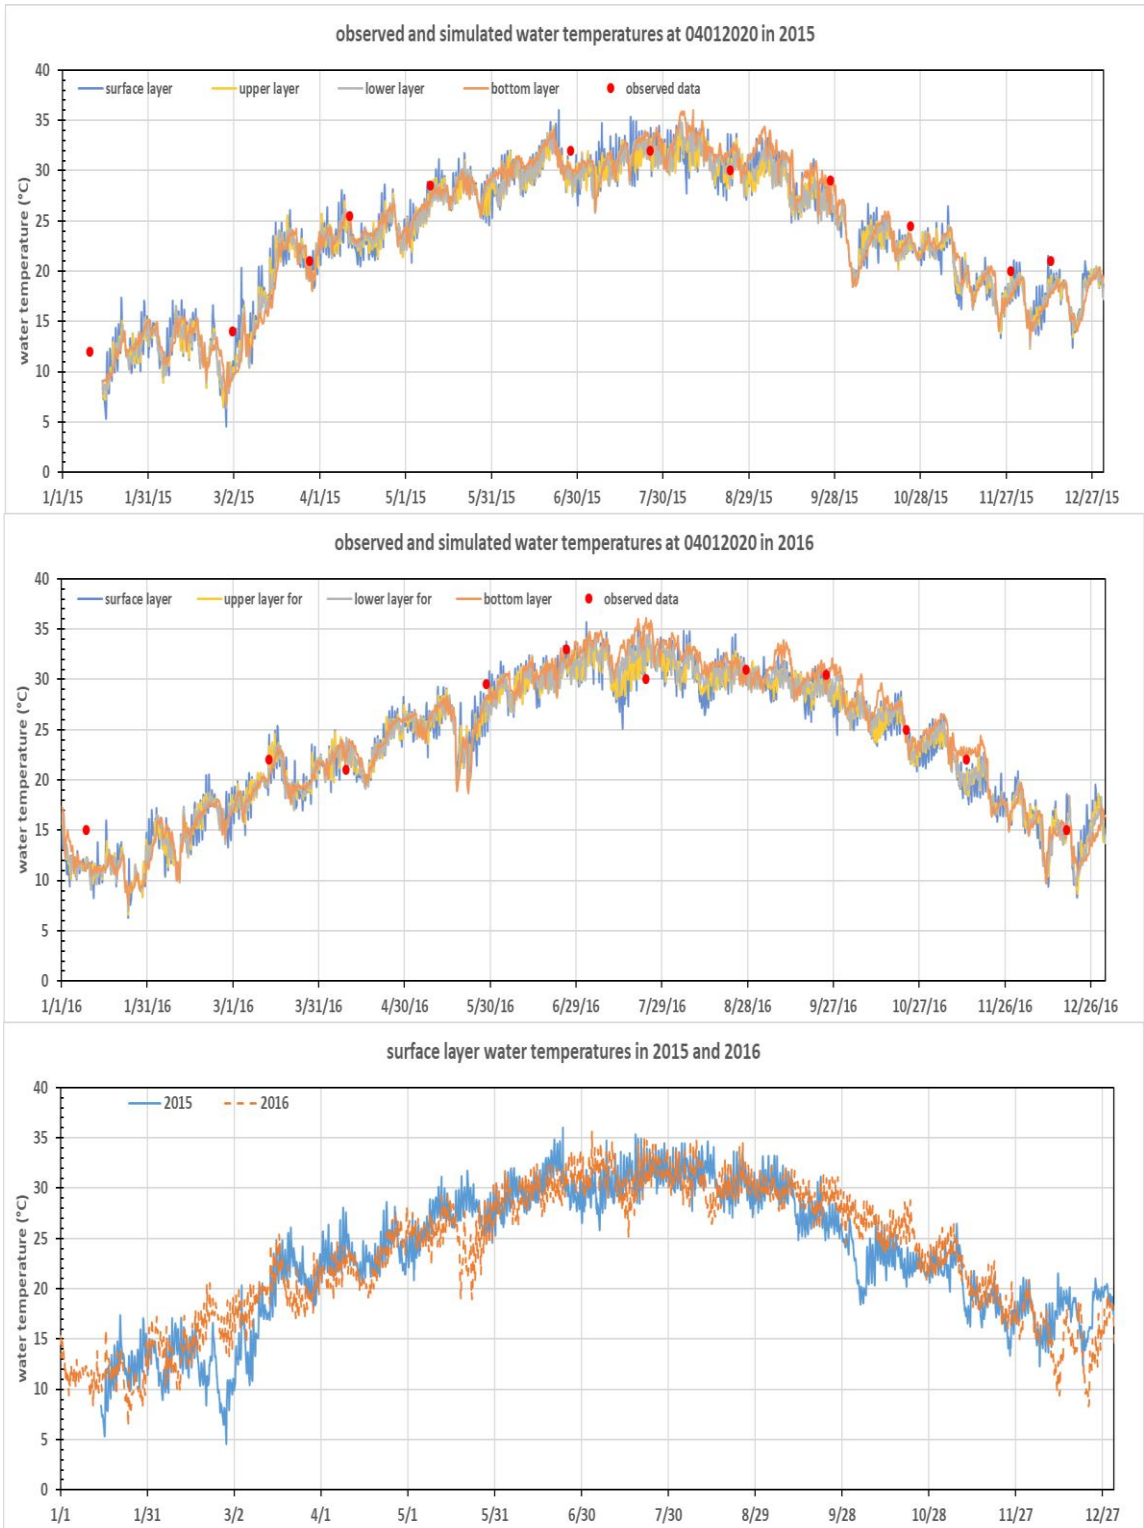 observed and simulated water temperatures at 04012020 in 2015
40
surface layer upper layer lower layer bottom layer observed data
35
30
25
20
15
10
5
0
water temperature (°C)
1/1/15 1/31/15 3/2/15 4/1/15 5/1/15 5/31/15 6/30/15 7/30/15 8/29/15 9/28/15 10/28/15 11/27/15 12/27/15
observed and simulated water temperatures at 04012020 in 2016
40
surface layer upper layer for lower layer for bottom layer observed data
35
30
25
20
15
10
5
0
water temperature (°C)
1/1/16 1/31/16 3/1/16 3/31/16 4/30/16 5/30/16 6/29/16 7/29/16 8/28/16 9/27/16 10/27/16 11/26/16 12/26/16
surface layer water temperatures in 2015 and 2016
40
2015 2016
35
30
25
20
15
10
5
0
water temperature (°C)
1/1 1/31 3/2 4/1 5/1 5/31 6/30 7/30 8/29 9/28 10/28 11/27 12/27